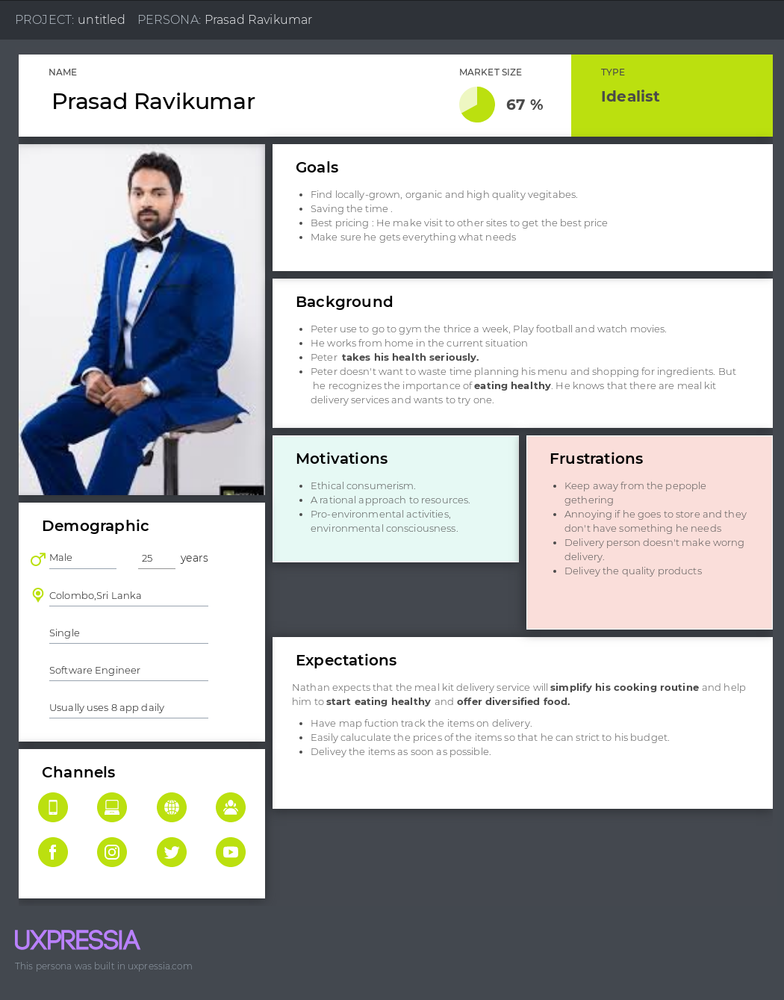 PROJECT: untitled PERSONA: Prasad Ravikumar
NAME
Prasad Ravikumar
MARKET SIZE
67 %
TYPE
Idealist
Goals
Find locally-grown, organic and high quality vegitabes.
Saving the time .
Best pricing : He make visit to other sites to get the best price
Make sure he gets everything what needs
Background
Peter use to go to gym the thrice a week, Play football and watch movies.
He works from home in the current situation
Peter takes his health seriously.
Peter doesn't want to waste time planning his menu and shopping for ingredients. But
he recognizes the importance of eating healthy. He knows that there are meal kit
delivery services and wants to try one.
Motivations
Ethical consumerism.
A rational approach to resources.
Pro-environmental activities,
environmental consciousness.
Frustrations
Keep away from the pepople
gethering
Annoying if he goes to store and they
don't have something he needs
Delivery person doesn't make worng
delivery.
Delivey the quality products
Demographic
Male 25 years
Colombo,Sri Lanka
Single
Software Engineer
Usually uses 8 app daily
Expectations
Nathan expects that the meal kit delivery service will simplify his cooking routine and help
him to start eating healthy and offer diversified food.
Have map fuction track the items on delivery.
Easily caluculate the prices of the items so that he can strict to his budget.
Delivey the items as soon as possible.
Channels
UXPRESSIA
This persona was built in uxpressia.com